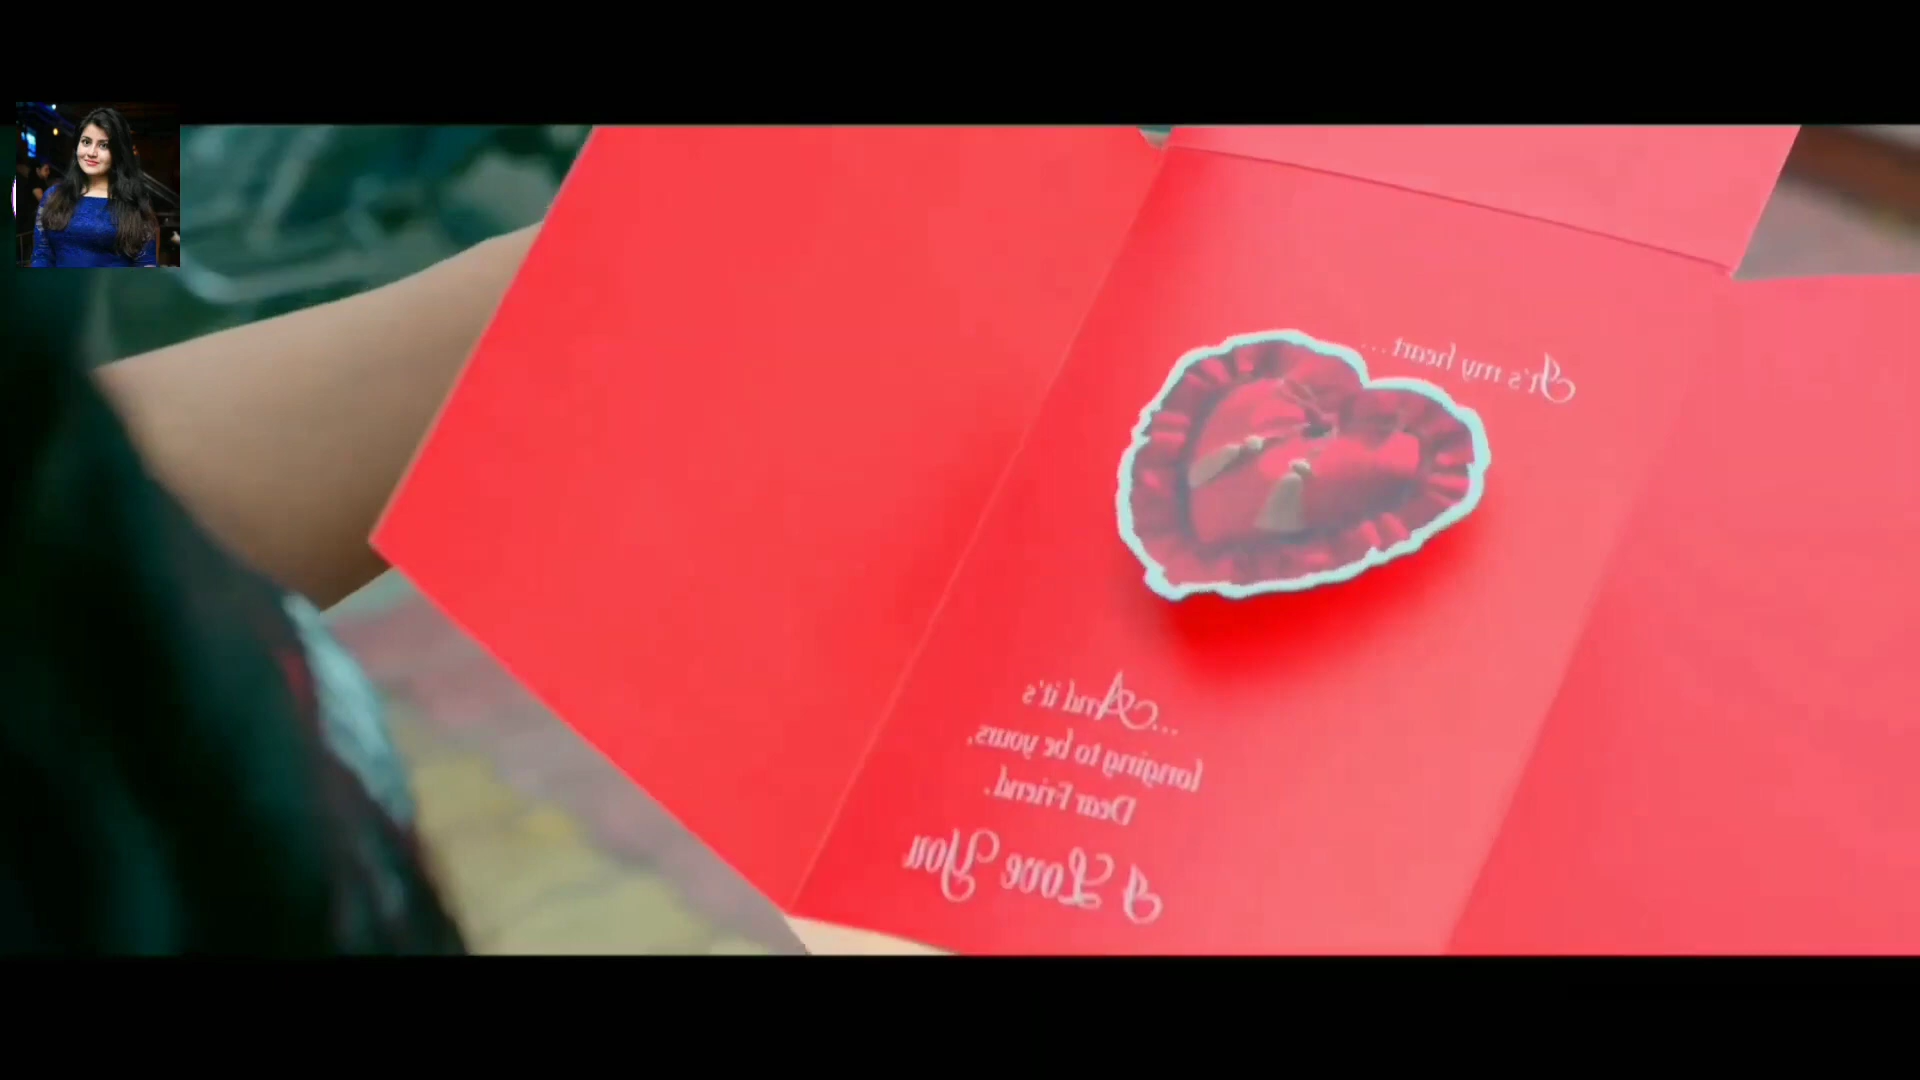 It's my heart...
...And it's
longing to be yours,
Dear Friend.
I Love You